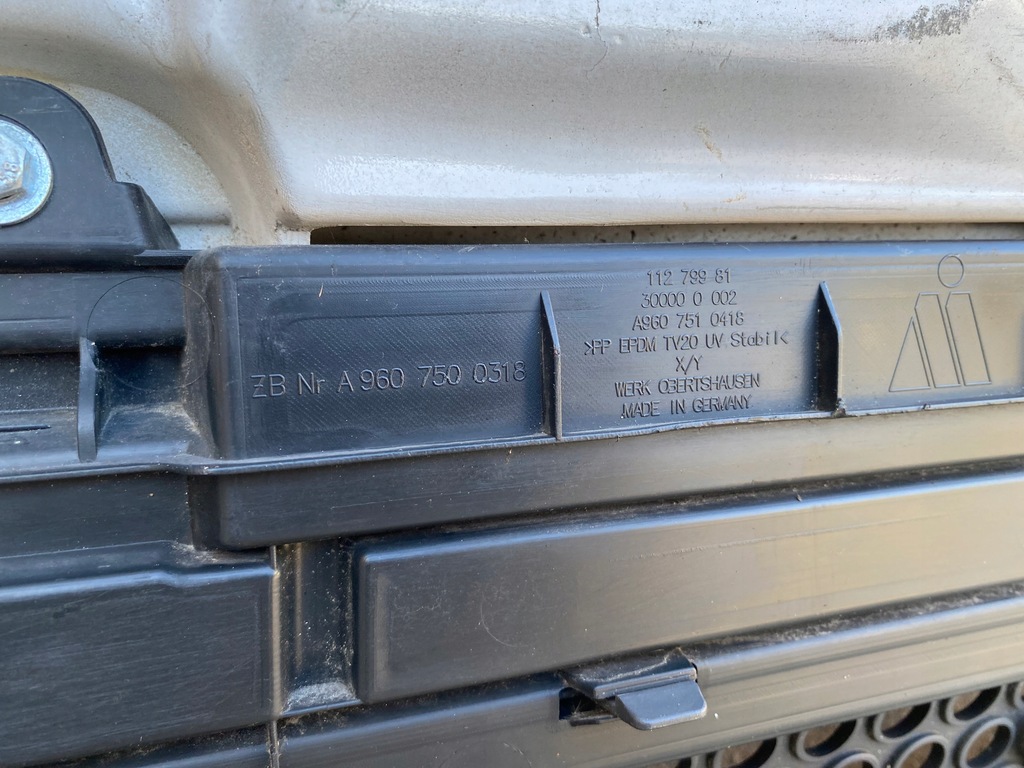 ZB Nr A 960 750 0318
112 799 81
30000 0 002
A960 751 0418
>PP EPDM TV20 UV Stabil<
X/Y
WERK OBERTSHAUSEN
MADE IN GERMANY